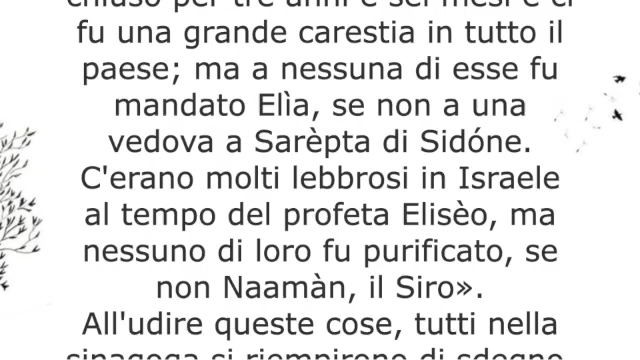 chiuso per tre anni e sei mesi e ci
fu una grande carestia in tutto il
paese; ma a nessuna di esse fu
mandato Elìa, se non a una
vedova a Sarèpta di Sidóne.
C'erano molti lebbrosi in Israele
al tempo del profeta Elisèo, ma
nessuno di loro fu purificato, se
non Naamàn, il Siro».
All'udire queste cose, tutti nella
sinagoga si riempirono di sdegno